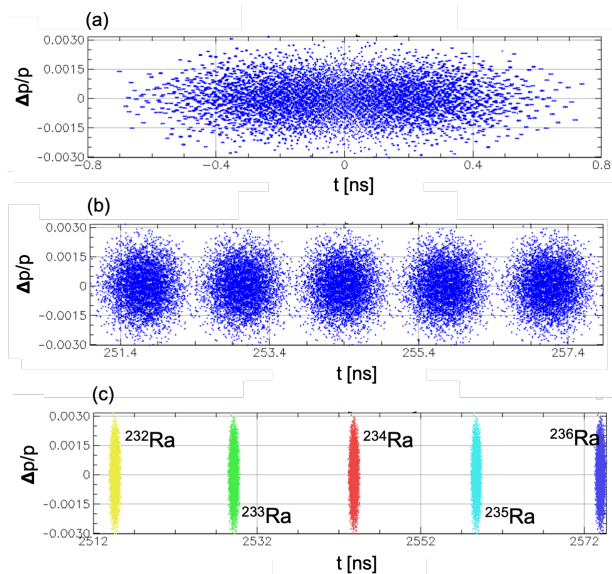 (a)
0.0030
0.0015
0
-0.0015
-0.0030
Δp/p
-0.8
-0.4
0
0.4
0.8
t [ns]
(b)
0.0030
0.0015
0
-0.0015
-0.0030
Δp/p
251.4
253.4
255.4
257.4
t [ns]
(c)
0.0030
0.0015
0
-0.0015
-0.0030
Δp/p
²³²Ra
²³³Ra
²³⁴Ra
²³⁵Ra
²³⁶Ra
2512
2532
2552
2572
t [ns]